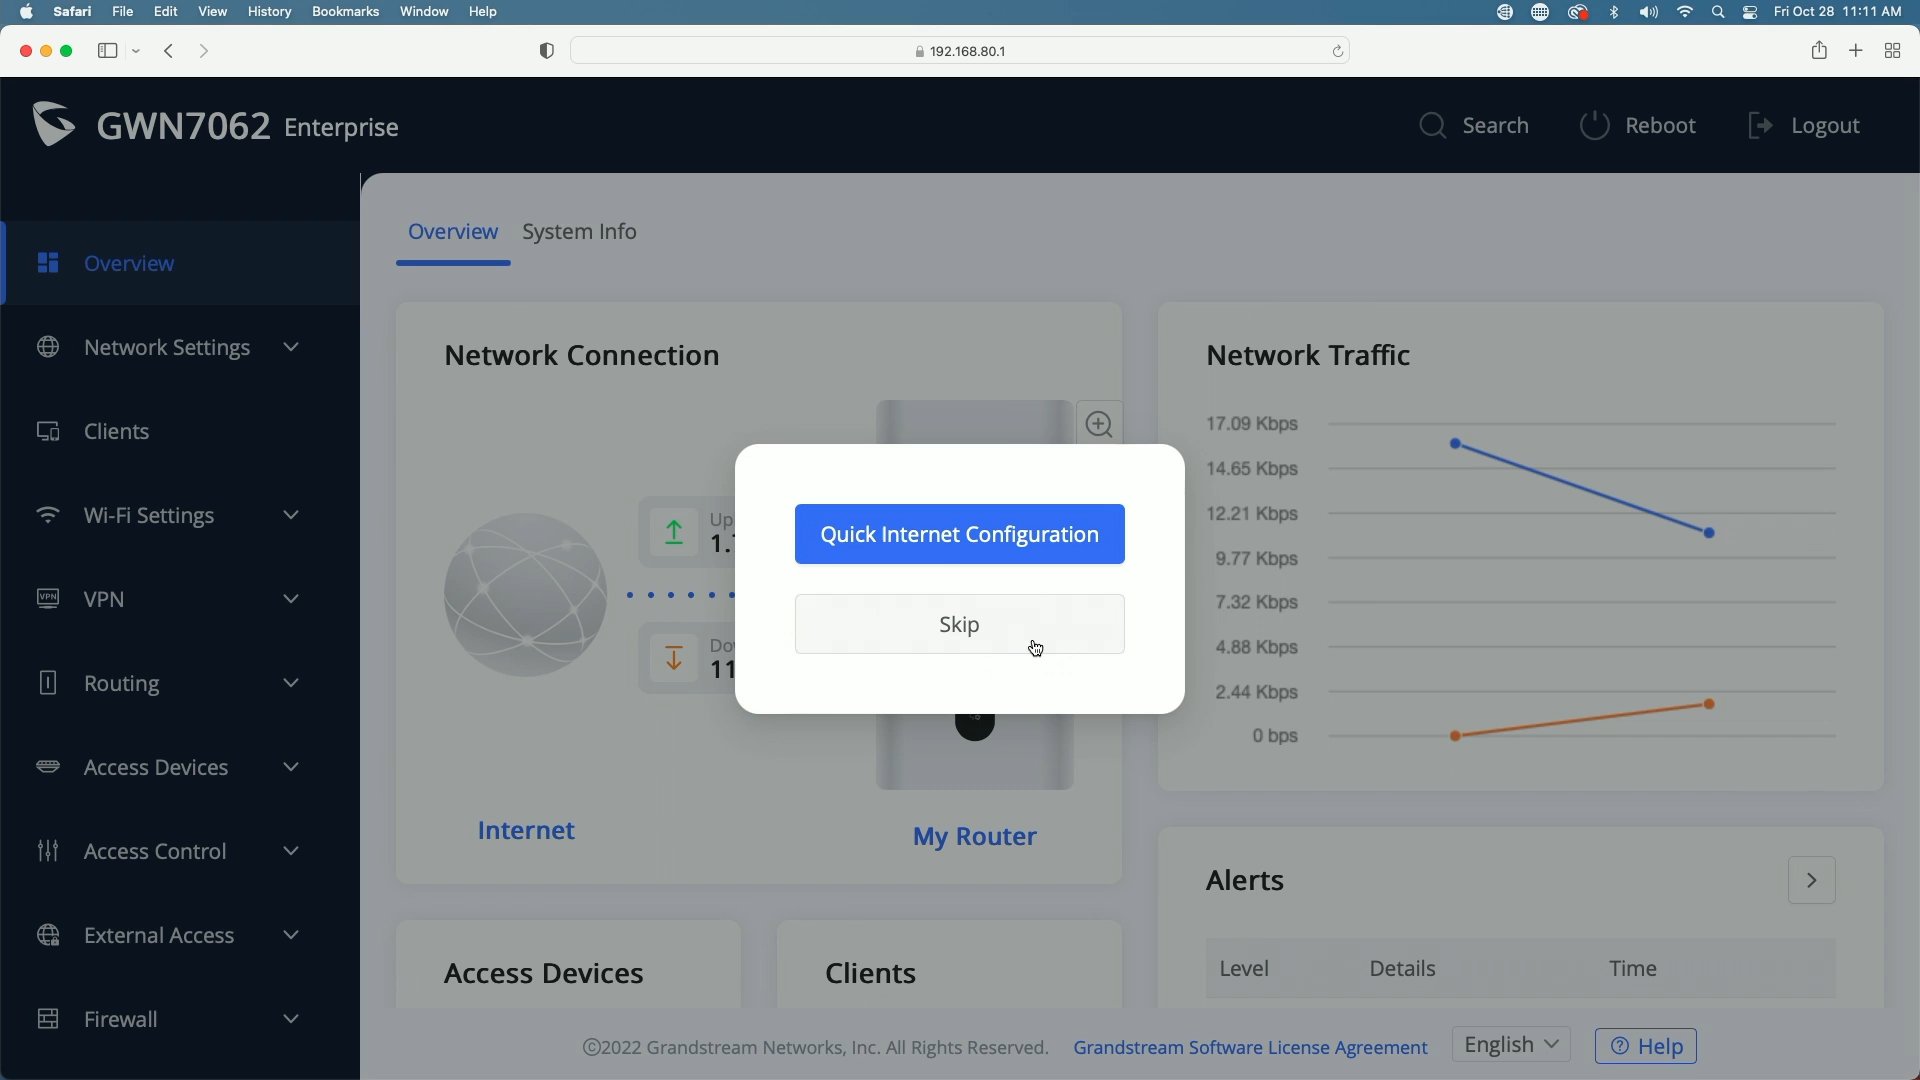 Safari File Edit View History Bookmarks Window Help
Fri Oct 28 11:11 AM
192.168.80.1
GWN7062 Enterprise
Search
Reboot
Logout
Overview
Network Settings
Clients
Wi-Fi Settings
VPN
VPN
Routing
Access Devices
Access Control
External Access
Firewall
Overview
System Info
Network Connection
Up
1.
Do
11
Internet
My Router
Quick Internet Configuration
Skip
Network Traffic
17.09 Kbps
14.65 Kbps
12.21 Kbps
9.77 Kbps
7.32 Kbps
4.88 Kbps
2.44 Kbps
0 bps
Alerts
Level Details Time
Access Devices
Clients
©2022 Grandstream Networks, Inc. All Rights Reserved.
Grandstream Software License Agreement
English
Help